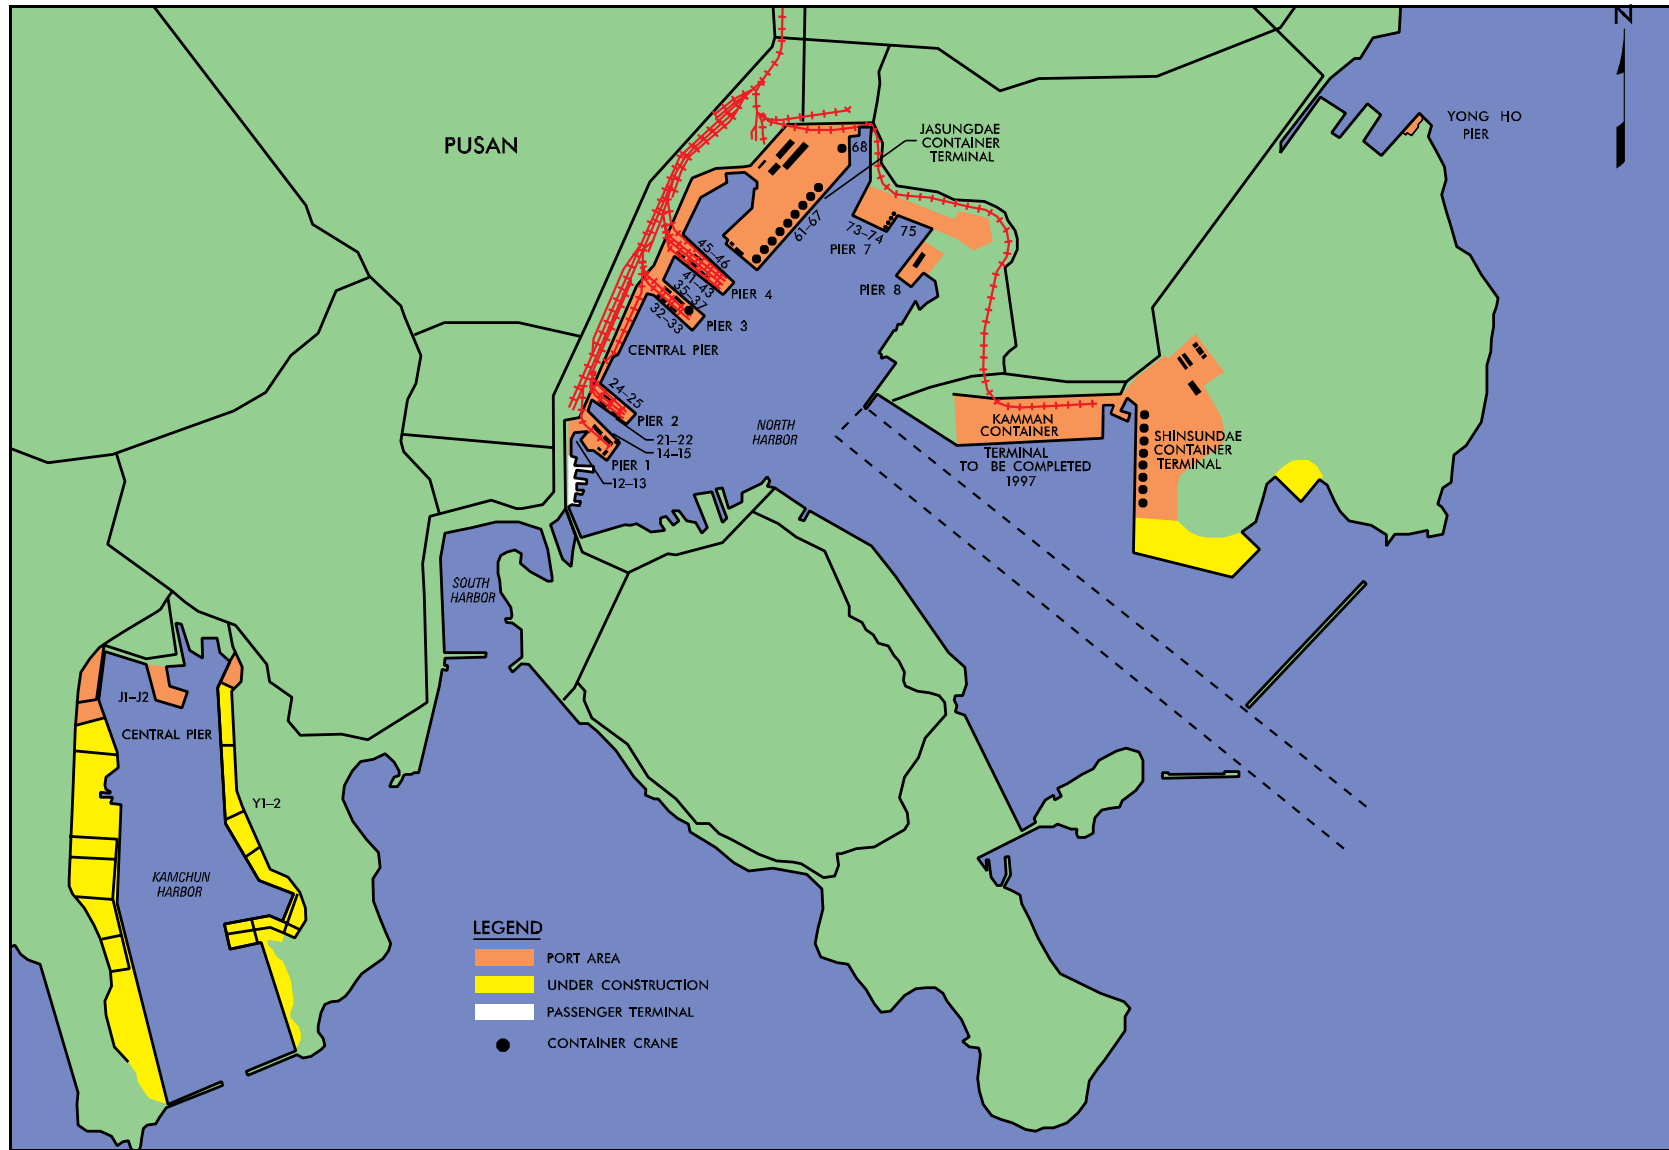 N
PUSAN
YONG HO
PIER
JASUNGDAE
CONTAINER
TERMINAL
68
61–67
73–74
75
PIER 7
PIER 8
45–46
41–43
PIER 4
35–37
32–33
PIER 3
CENTRAL PIER
24–25
PIER 2
21–22
14–15
PIER 1
12–13
NORTH
HARBOR
KAMMAN
CONTAINER
TERMINAL
TO BE COMPLETED
1997
SHINSUNDAE
CONTAINER
TERMINAL
SOUTH
HARBOR
J1–J2
CENTRAL PIER
Y1–2
KAMCHUN
HARBOR
LEGEND
PORT AREA
UNDER CONSTRUCTION
PASSENGER TERMINAL
CONTAINER CRANE